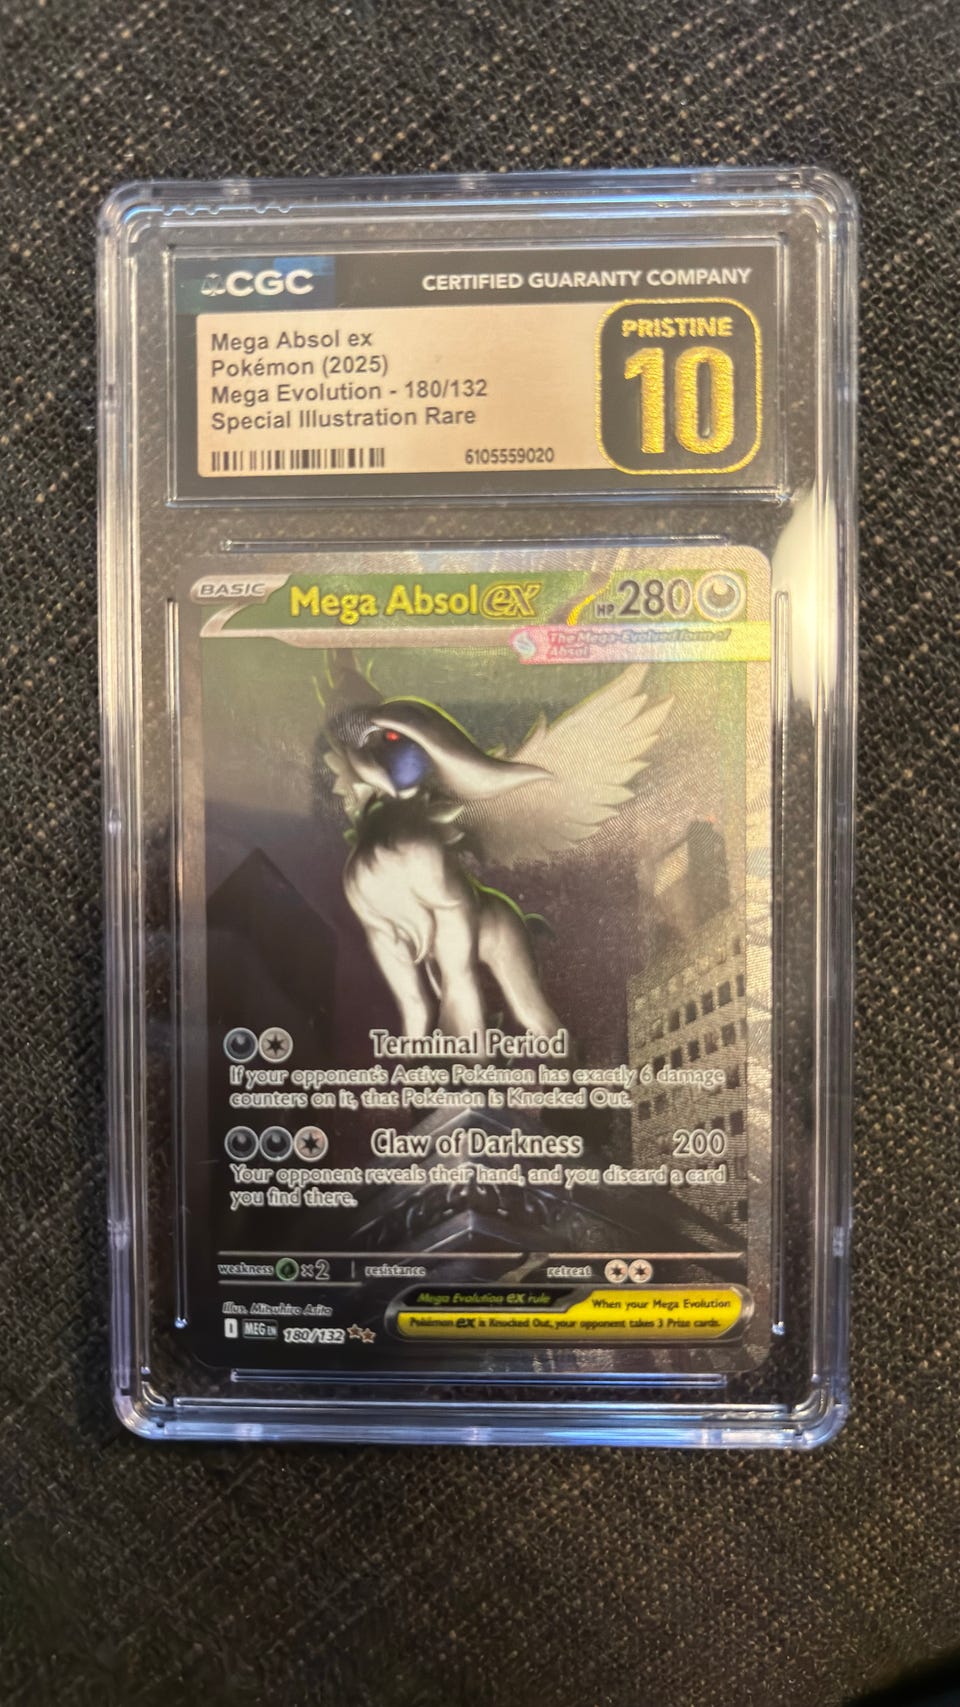 CGC
CERTIFIED GUARANTY COMPANY
Mega Absol ex
Pokémon (2025)
Mega Evolution - 180/132
Special Illustration Rare
6105559020
PRISTINE
10
BASIC
Mega Absol ex
HP 280
The Mega-Evolved form of
Absol
Terminal Period
If your opponent's Active Pokémon has exactly 6 damage
counters on it, that Pokémon is Knocked Out.
Claw of Darkness 200
Your opponent reveals their hand, and you discard a card
you find there.
weakness ×2 resistance retreat
Illus. Mitsuhiro Arita
I MEG EN 180/132
Mega Evolution ex rule
When your Mega Evolution
Pokémon ex is Knocked Out, your opponent takes 3 Prize cards.